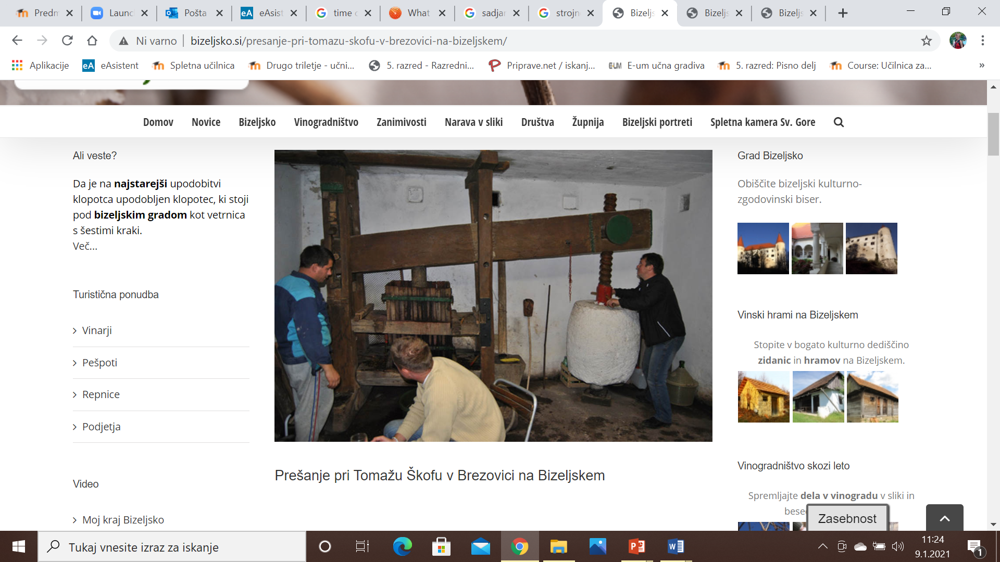 Predm
Launc
Pošta
eAsist
time c
What
sadjar
strojn
Bizeljs
Bizeljs
Bizeljs
Ni varno
bizeljsko.si/presanje-pri-tomazu-skofu-v-brezovici-na-bizeljskem/
Aplikacije
eA
eAsistent
Spletna učilnica
Drugo triletje - učni...
5. razred - Razredni...
Priprave.net / iskanj...
E-um učna gradiva
5. razred: Pisno delj
Course: Učilnica za...
Domov
Novice
Bizeljsko
Vinogradništvo
Zanimivosti
Narava v sliki
Društva
Župnija
Bizeljski portreti
Spletna kamera Sv. Gore
Ali veste?
Da je na najstarejši upodobitvi
klopotca upodobljen klopotec, ki stoji
pod bizeljskim gradom kot vetrnica
s šestimi kraki.
Več...
Turistična ponudba
Vinarji
Pešpoti
Repnice
Podjetja
Video
Moj kraj Bizeljsko
Prešanje pri Tomažu Škofu v Brezovici na Bizeljskem
Grad Bizeljsko
Obiščite bizeljski kulturno-
zgodovinski biser.
Vinski hrami na Bizeljskem
Stopite v bogato kulturno dediščino
zidanic in hramov na Bizeljskem.
Vinogradništvo skozi leto
Spremljajte dela v vinogradu v sliki in
Zasebnost
Tukaj vnesite izraz za iskanje
11:24
9.1.2021
1